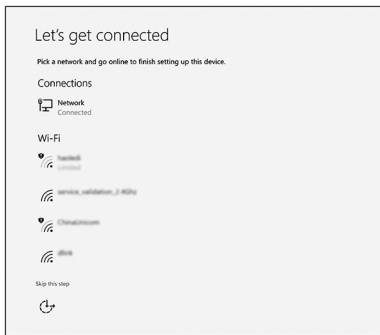 Let's get connected
Pick a network and go online to finish setting up this device.
Connections
Network
Connected
Wi-Fi
Limited
service_validation_2.4Ghz
ChinaUnicom
dlink
Skip this step